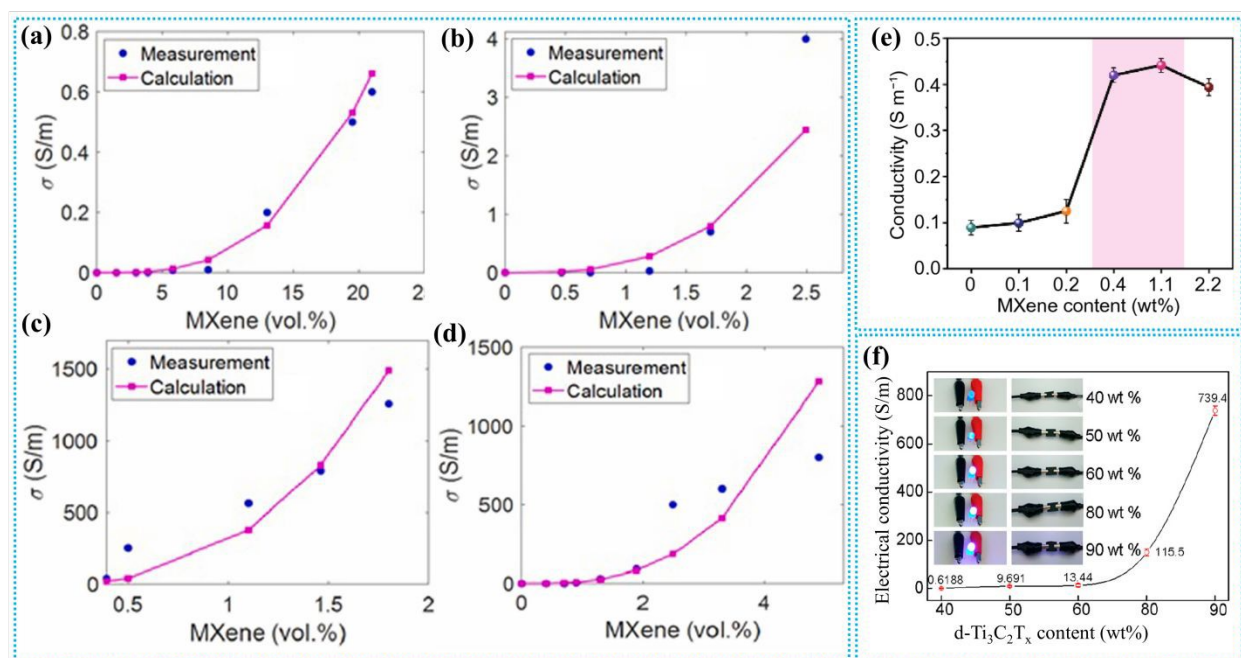 (a)
0.8
0.6
0.4
0.2
0
σ (S/m)
Measurement
Calculation
0 5 10 15 20
MXene (vol.%)
(b)
4
3
2
1
0
σ (S/m)
Measurement
Calculation
0 0.5 1.0 1.5 2.0 2.5
MXene (vol.%)
(c)
1500
1000
500
0
σ (S/m)
Measurement
Calculation
0.5 1 1.5 2
MXene (vol.%)
(d)
1500
1000
500
0
σ (S/m)
Measurement
Calculation
0 2 4
MXene (vol.%)
(e)
0.5
0.4
0.3
0.2
0.1
0.0
Conductivity (S m⁻¹)
0 0.1 0.2 0.4 1.1 2.2
MXene content (wt%)
(f)
800
600
400
200
0
Electrical conductivity (S/m)
40 wt %
50 wt %
60 wt %
80 wt %
90 wt %
739.4
115.5
0.6188 9.691 13.44
40 50 60 80 90
d-Ti₃C₂Tₓ content (wt%)